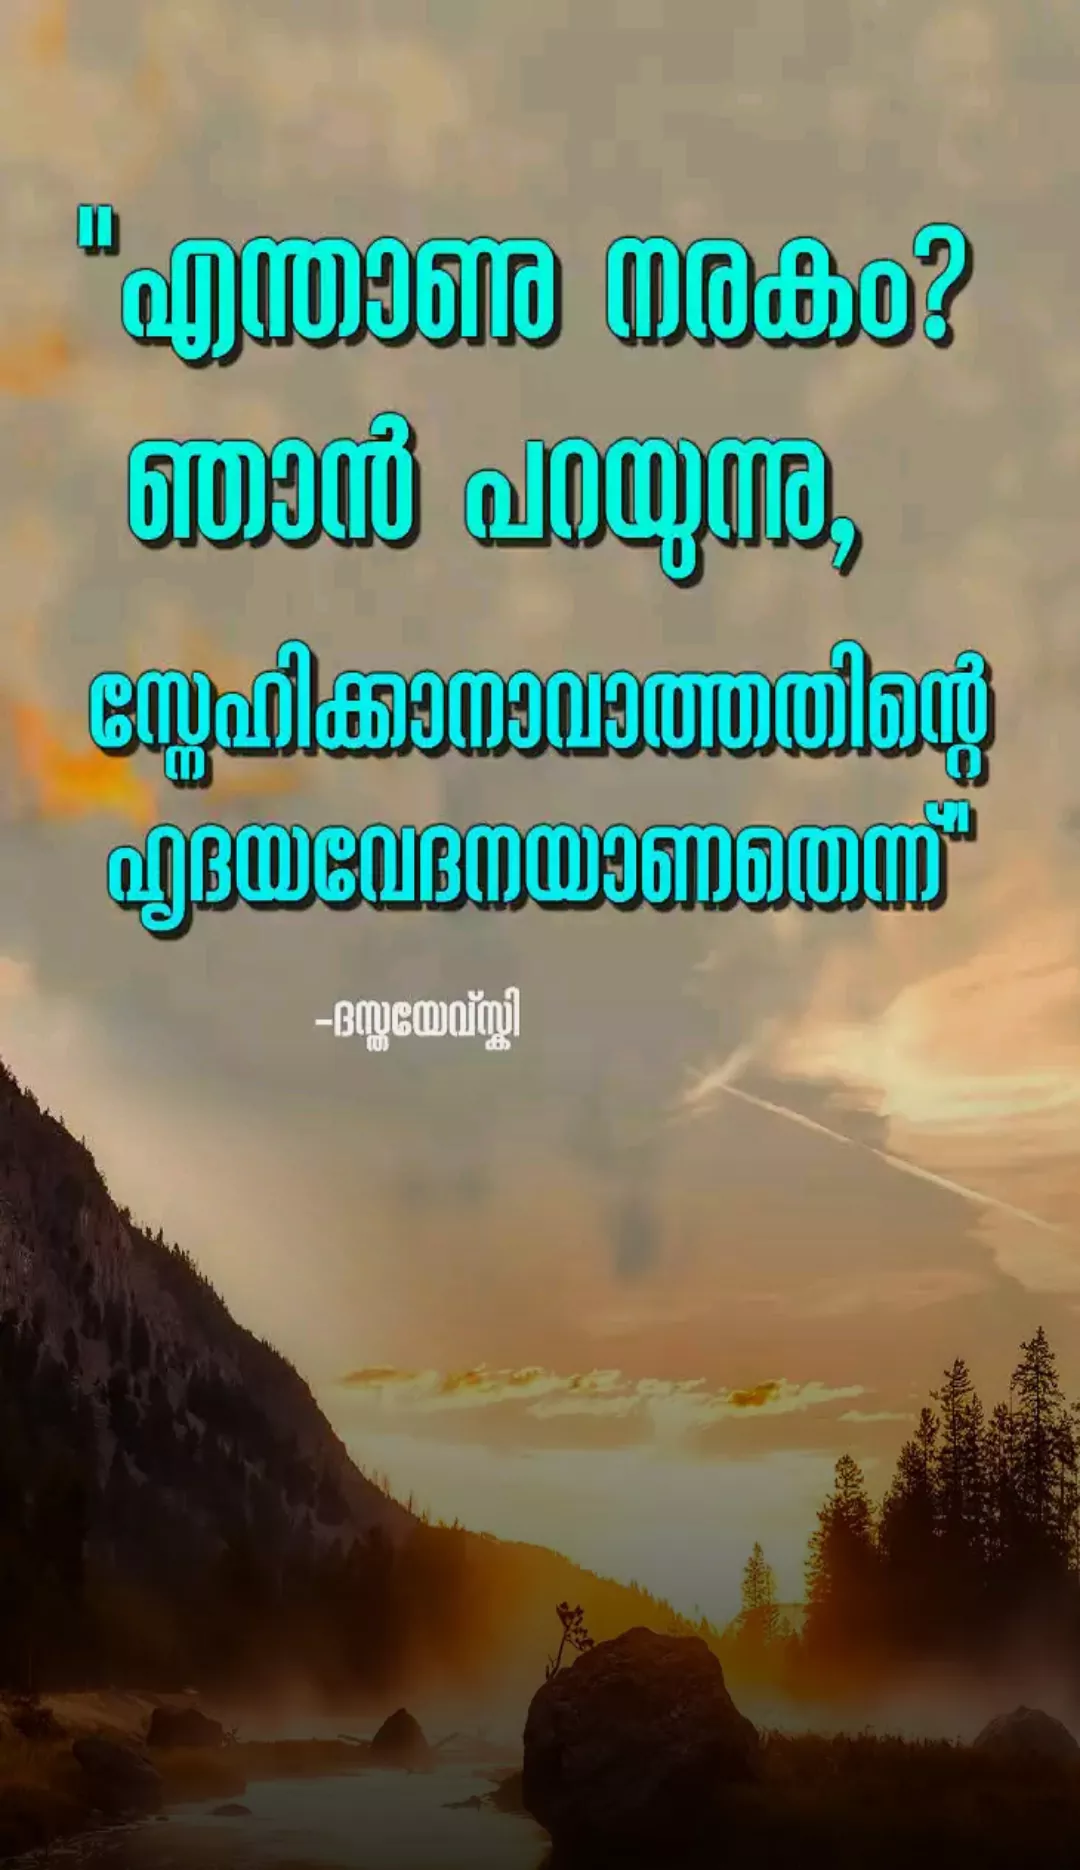 "എന്താണു നരകം?
ഞാൻ പറയുന്നു,
സ്നേഹിക്കാനാവാത്തതിന്റെ
ഹൃദയവേദനയാണതെന്ന്"
-ദസ്തയേവ്സ്കി